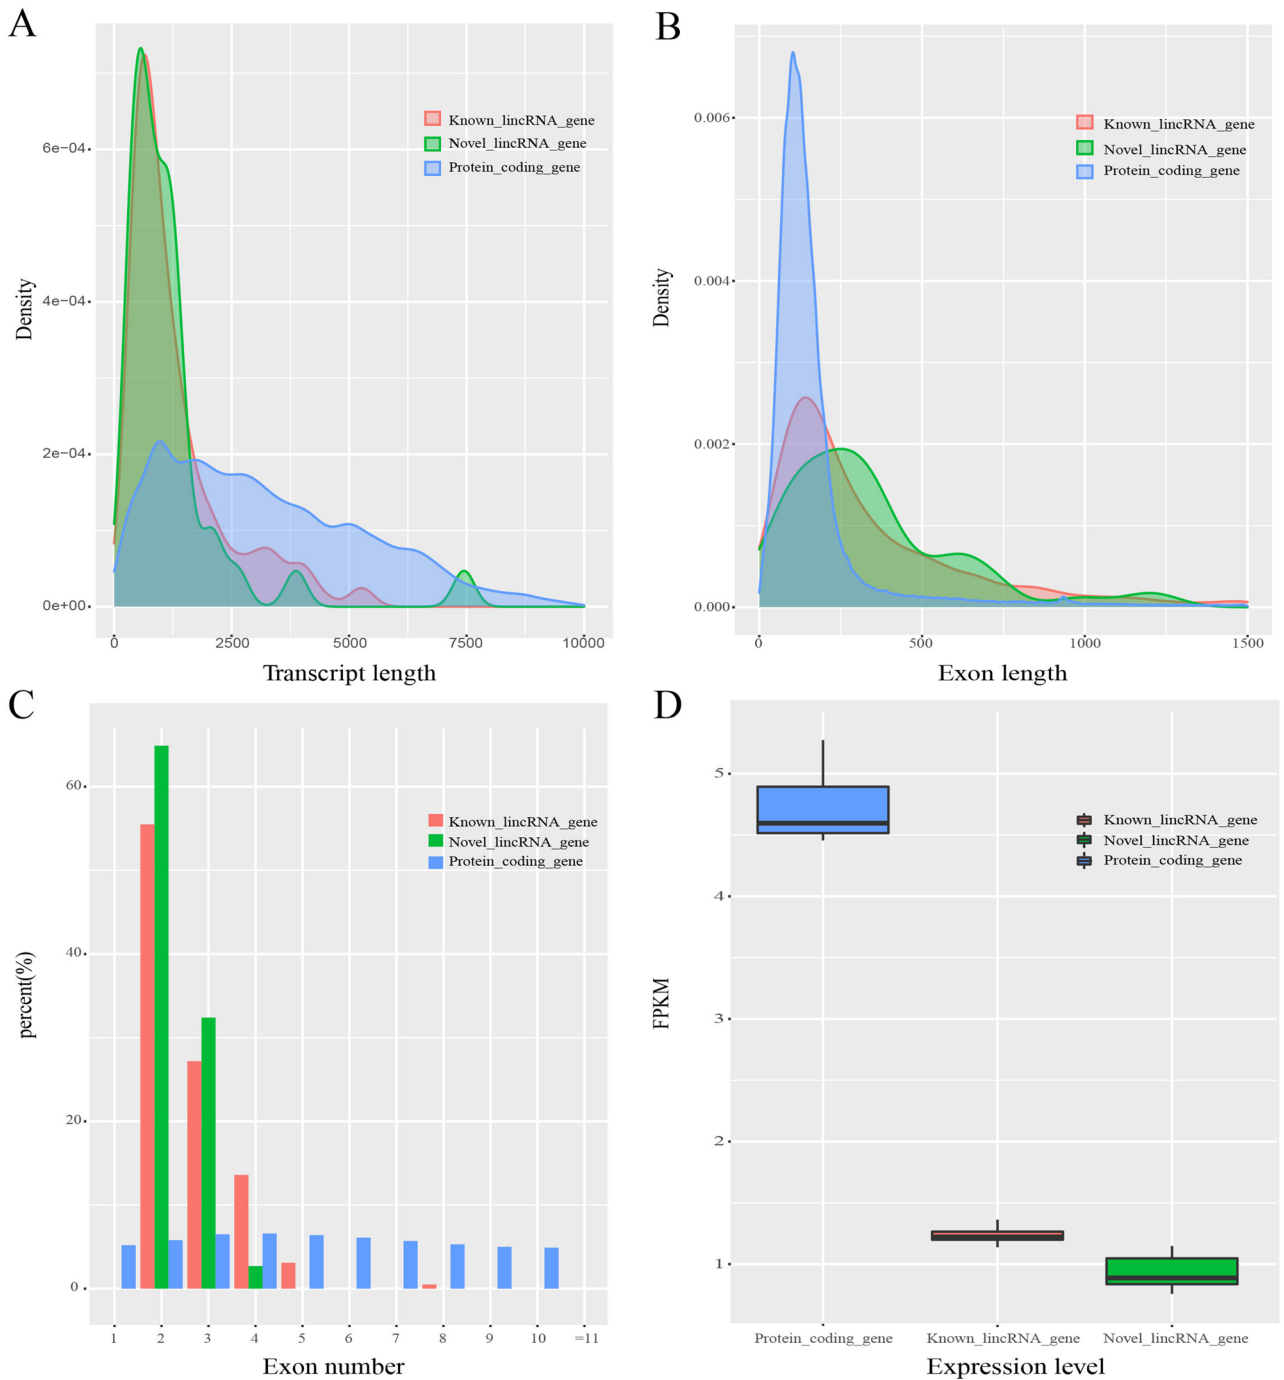 A
6e−04
4e−04
2e−04
0e+00
Density
Known_lincRNA_gene
Novel_lincRNA_gene
Protein_coding_gene
0 2500 5000 7500 10000
Transcript length
B
0.006
0.004
0.002
0.000
Density
Known_lincRNA_gene
Novel_lincRNA_gene
Protein_coding_gene
0 500 1000 1500
Exon length
C
60
40
20
0
percent(%)
Known_lincRNA_gene
Novel_lincRNA_gene
Protein_coding_gene
1 2 3 4 5 6 7 8 9 10 =11
Exon number
D
5
4
3
2
1
FPKM
Known_lincRNA_gene
Novel_lincRNA_gene
Protein_coding_gene
Protein_coding_gene Known_lincRNA_gene Novel_lincRNA_gene
Expression level